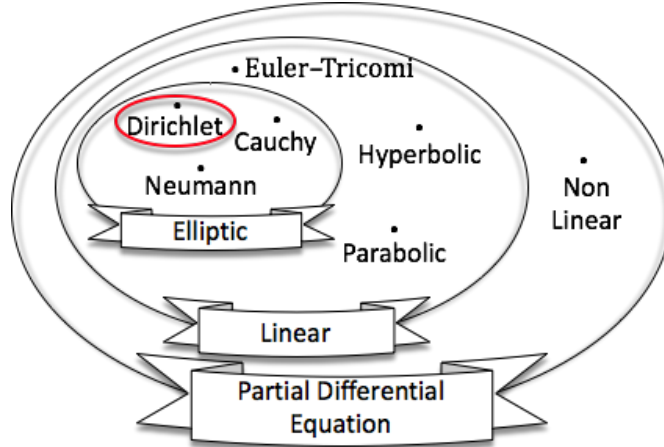 Euler–Tricomi
Dirichlet
Cauchy
Hyperbolic
Neumann
Non
Linear
Elliptic
Parabolic
Linear
Partial Differential
Equation